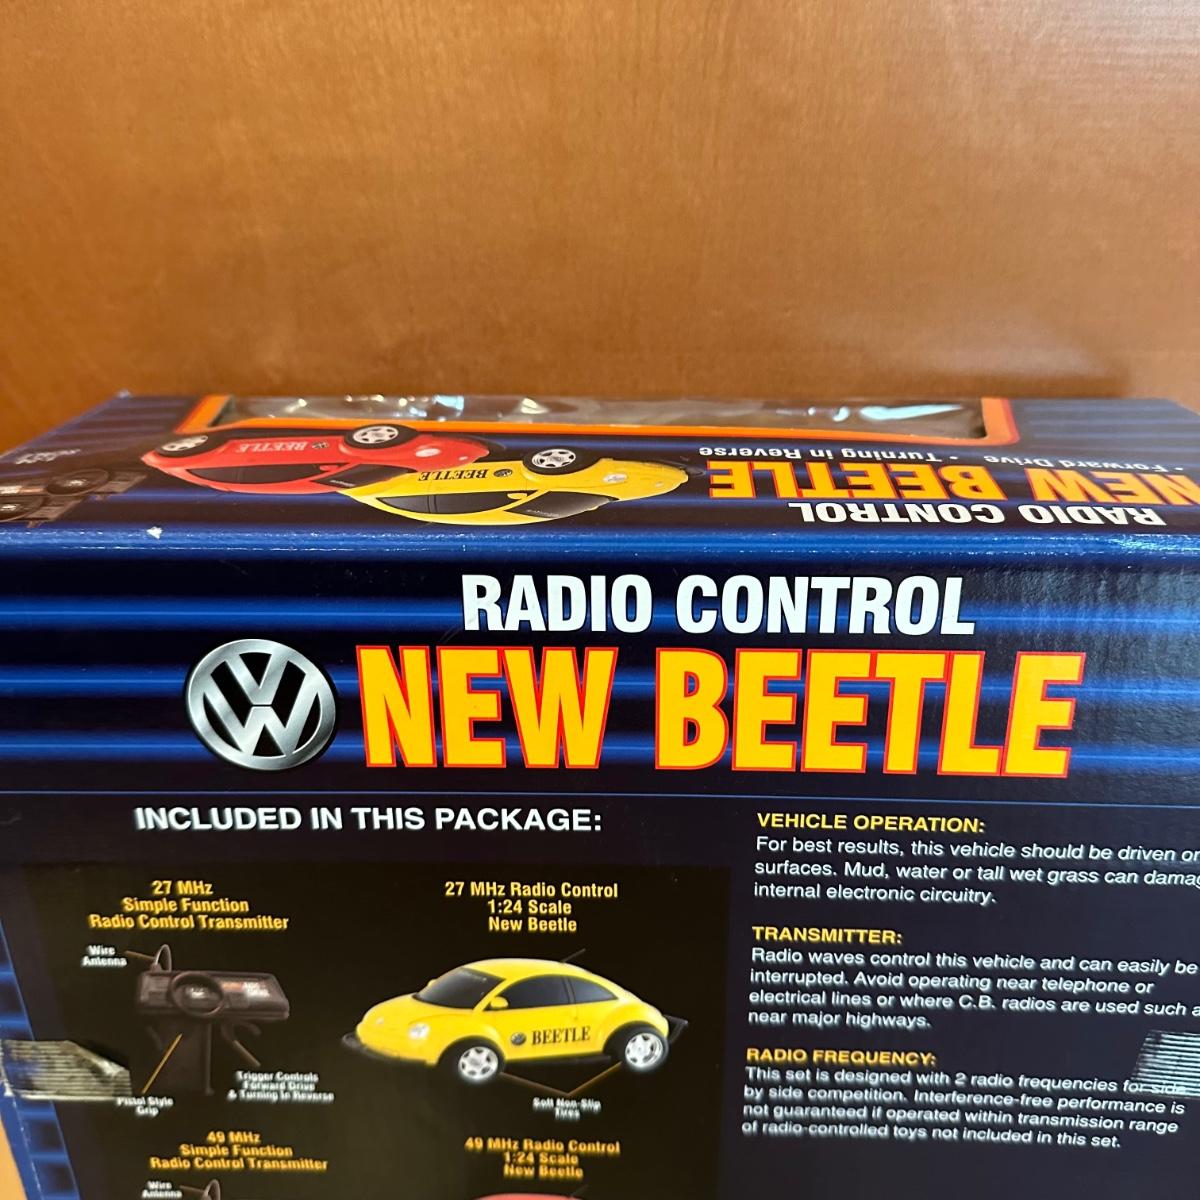 • Forward Drive • Turning in Reverse
NEW BEETLE
RADIO CONTROL
BEETLE
BEETLE
RADIO CONTROL
NEW BEETLE
INCLUDED IN THIS PACKAGE:
27 MHz
Simple Function
Radio Control Transmitter
Wire
Antenna
Pistol Style
Grip
Trigger Controls
Forward Drive
& Turning in Reverse
27 MHz Radio Control
1:24 Scale
New Beetle
BEETLE
Soft Non-Slip
Tires
49 MHz
Simple Function
Radio Control Transmitter
Wire
Antenna
49 MHz Radio Control
1:24 Scale
New Beetle
VEHICLE OPERATION:
For best results, this vehicle should be driven on
surfaces. Mud, water or tall wet grass can damag
internal electronic circuitry.
TRANSMITTER:
Radio waves control this vehicle and can easily be
interrupted. Avoid operating near telephone or
electrical lines or where C.B. radios are used such a
near major highways.
RADIO FREQUENCY:
This set is designed with 2 radio frequencies for side
by side competition. Interference-free performance is
not guaranteed if operated within transmission range
of radio-controlled toys not included in this set.